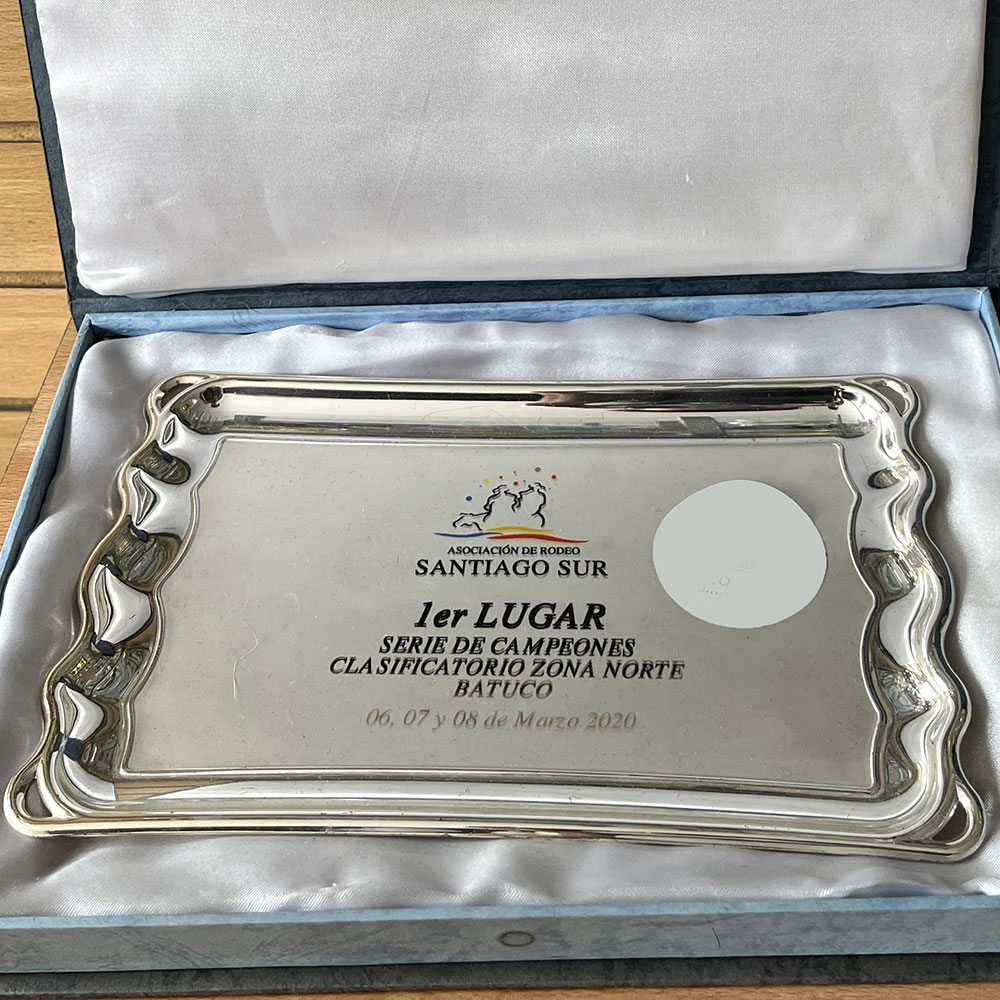 ASOCIACIÓN DE RODEO
SANTIAGO SUR
1er LUGAR
SERIE DE CAMPEONES
CLASIFICATORIO ZONA NORTE
BATUCO
06, 07 y 08 de Marzo 2020